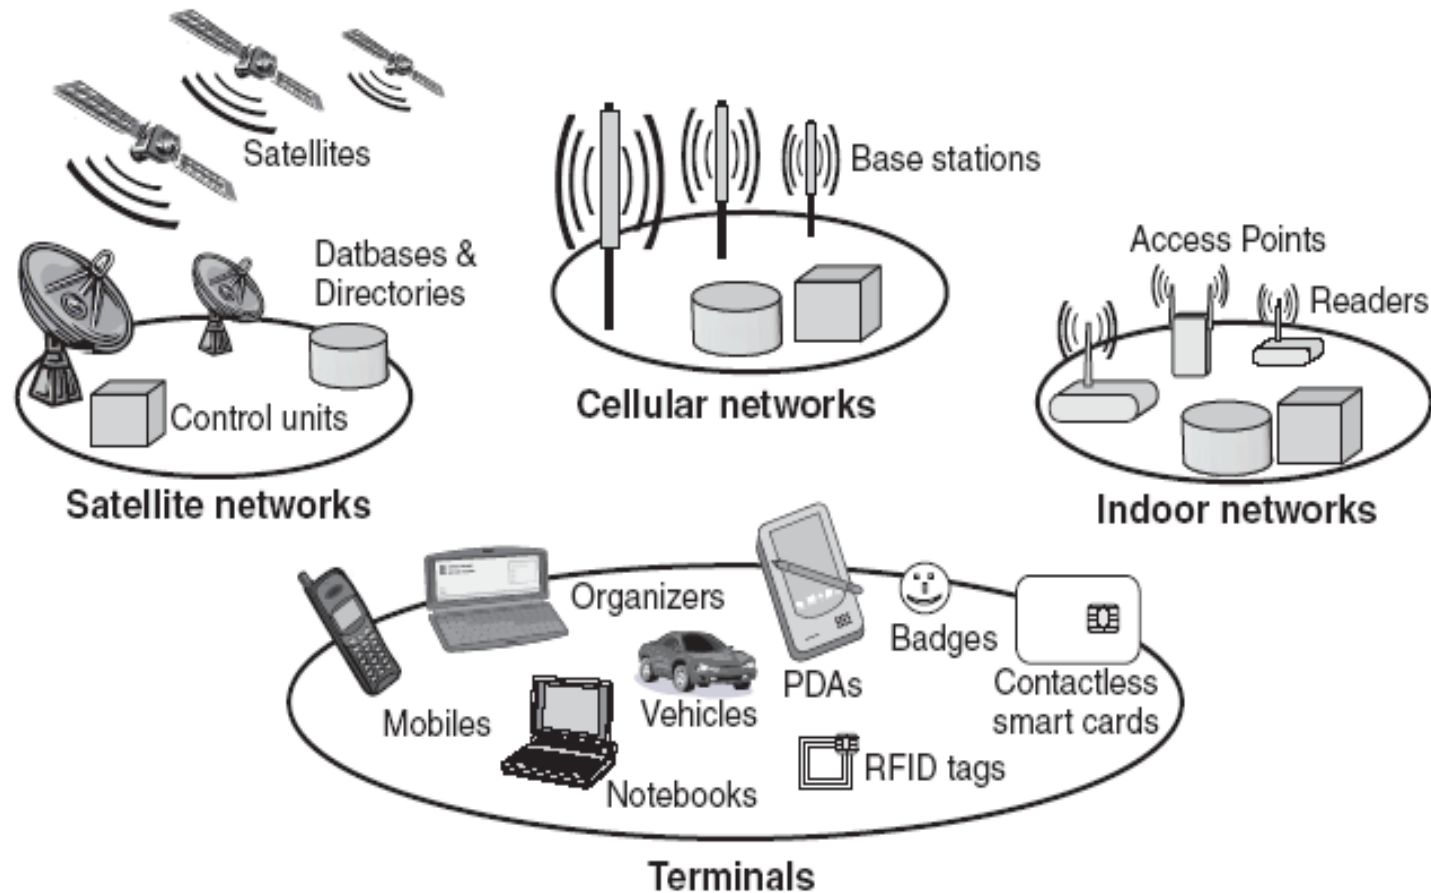 Satellites
Base stations
Datbases &
Directories
Access Points
Readers
Control units
Cellular networks
Satellite networks
Indoor networks
Organizers
Badges
PDAs
Contactless
smart cards
Mobiles
Vehicles
RFID tags
Notebooks
Terminals